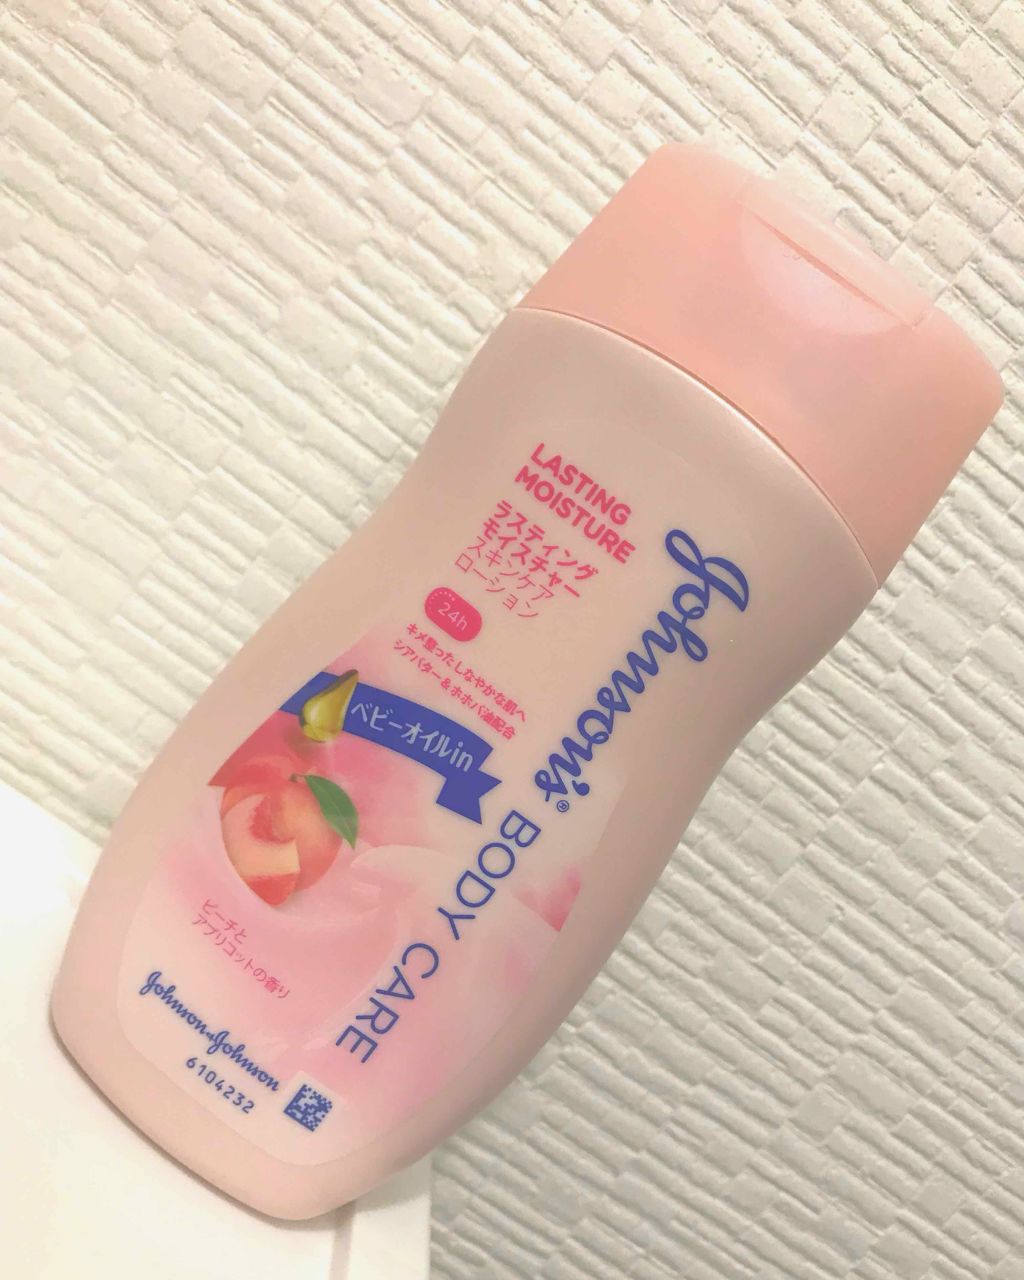 LASTING
MOISTURE
ラスティング
モイスチャー
スキンケア
ローション
24h
キメ整ったしなやかな肌へ
シアバター&ホホバ油配合
ベビーオイルin
Johnson's® BODY CARE
ピーチと
アプリコットの香り
Johnson&Johnson
6104232